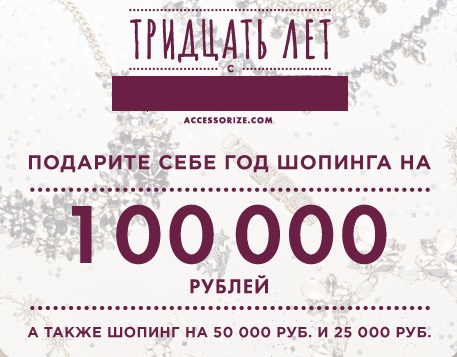 ТРИДЦАТЬ ЛЕТ
С
ACCESSORIZE.COM
ПОДАРИТЕ СЕБЕ ГОД ШОПИНГА НА
100 000
РУБЛЕЙ
А ТАКЖЕ ШОПИНГ НА 50 000 РУБ. И 25 000 РУБ.